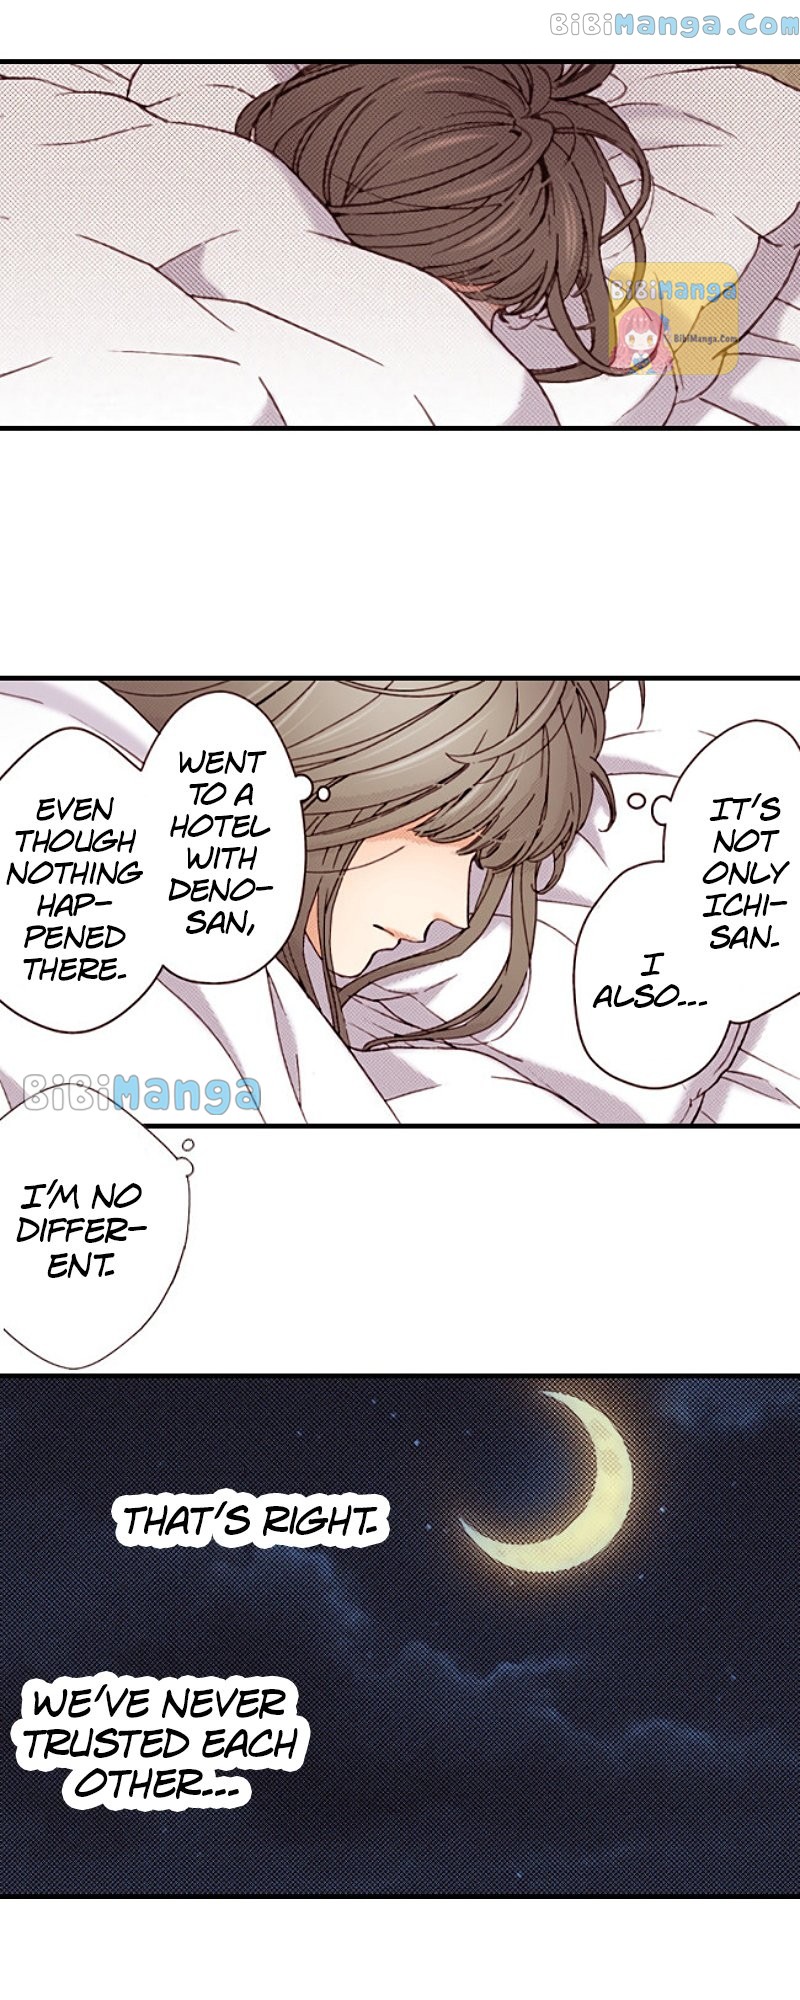 BIBIMANGA.COM
BIBIMANGA
BibiManga.Com
IT'S
NOT
ONLY
ICHI-
SAN.
I
ALSO...
WENT
TO A
HOTEL
WITH
DENO-
SAN,
EVEN
THOUGH
NOTHING
HAP-
PENED
THERE.
BIBIMANGA
I'M NO
DIFFER-
ENT.
THAT'S RIGHT.
WE'VE NEVER
TRUSTED EACH
OTHER...